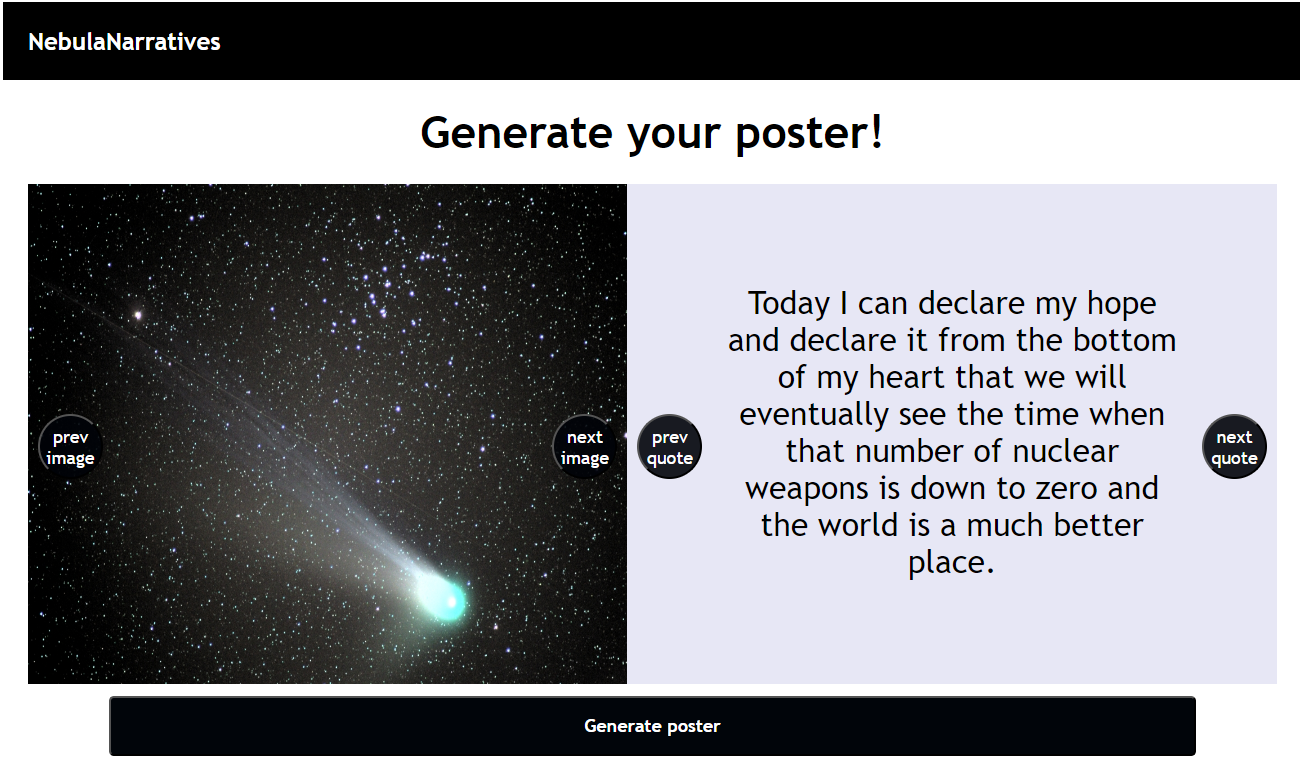 NebulaNarratives
Generate your poster!
prev
image
next
image
prev
quote
Today I can declare my hope
and declare it from the bottom
of my heart that we will
eventually see the time when
that number of nuclear
weapons is down to zero and
the world is a much better
place.
next
quote
Generate poster